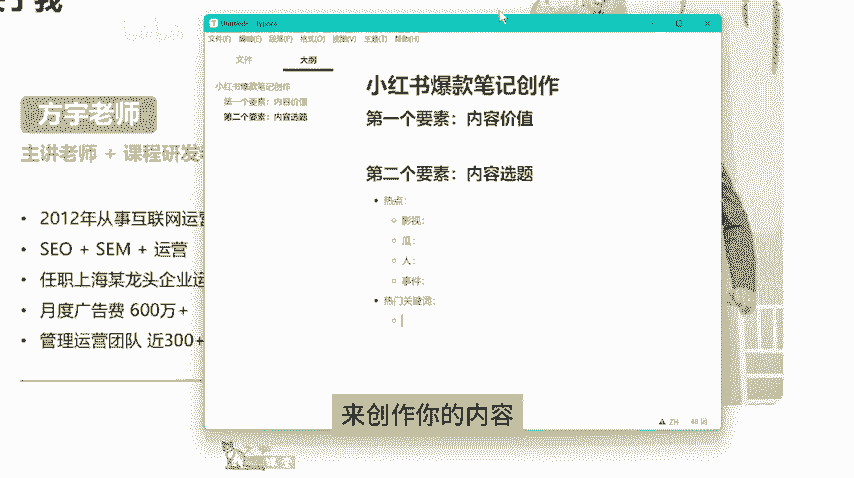 于我
方宇老师
主讲老师 + 课程研发
• 2012年从事互联网运营
• SEO + SEM + 运营
• 任职上海某龙头企业运
• 月度广告费 600万+
• 管理运营团队 近300+
文件(F) 编辑(E) 段落(P) 格式(O) 视图(V) 主题(T) 帮助(H)
文件 大纲
小红书爆款笔记创作
第一个要素：内容价值
第二个要素：内容选题
小红书爆款笔记创作
第一个要素：内容价值
第二个要素：内容选题
• 热点：
◦ 影视：
◦ 瓜：
◦ 人：
◦ 事件：
• 热门关键词：
来创作你的内容
ZH 48 词